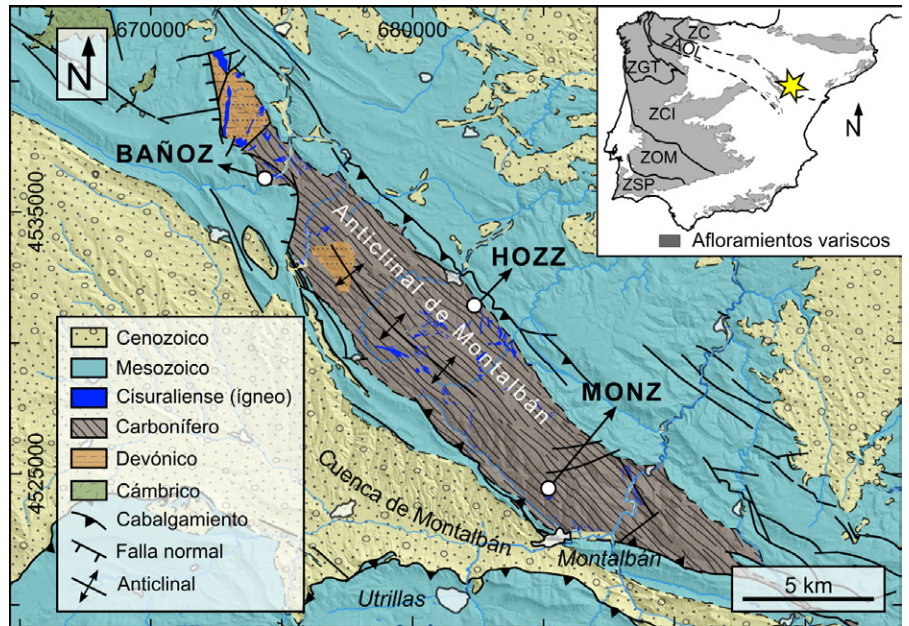 670000
680000
N
BAÑOZ
4535000
Anticlinal de Montalbán
HOZZ
MONZ
4525000
Cuenca de Montalbán
Montalbán
Utrillas
5 km
ZC
ZAOL
ZGT
ZCI
ZOM
ZSP
N
Afloramientos variscos
Cenozoico
Mesozoico
Cisuraliense (ígneo)
Carbonífero
Devónico
Cámbrico
Cabalgamiento
Falla normal
Anticlinal